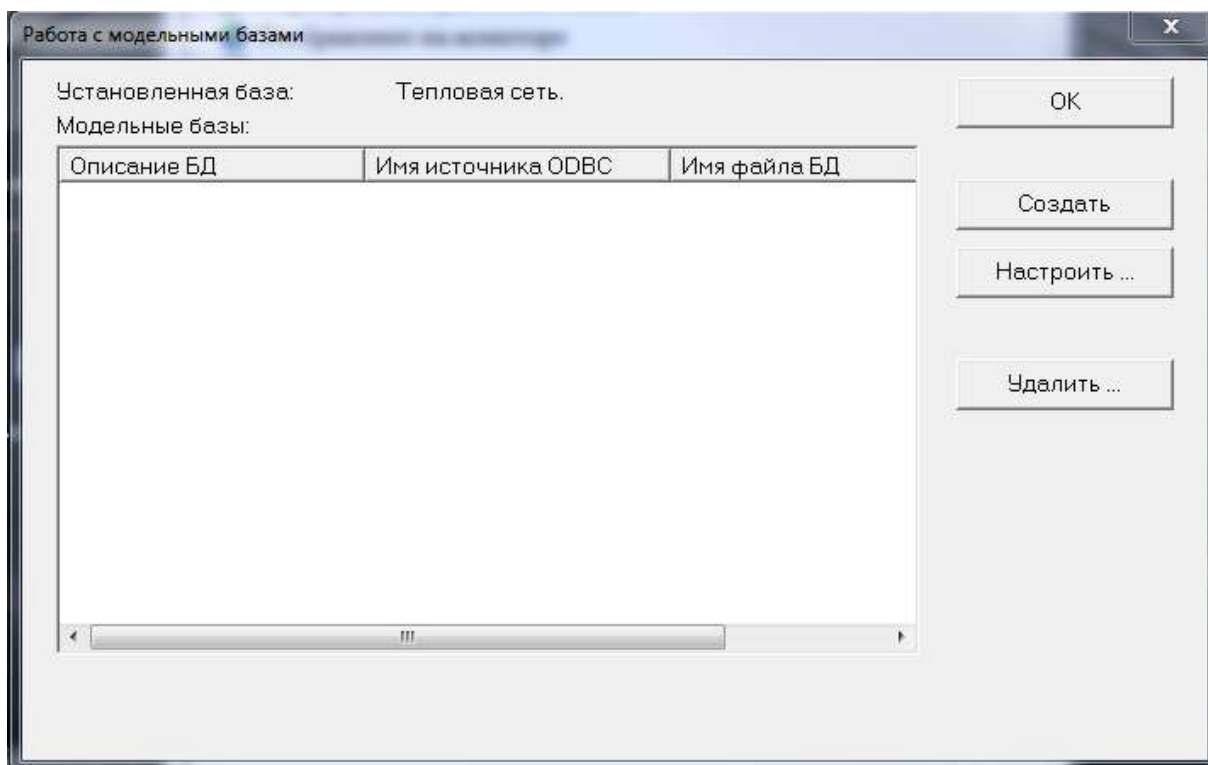 Работа с модельными базами
x
Установленная база: Тепловая сеть.
Модельные базы:
Описание БД Имя источника ODBC Имя файла БД
OK
Создать
Настроить ...
Удалить ...